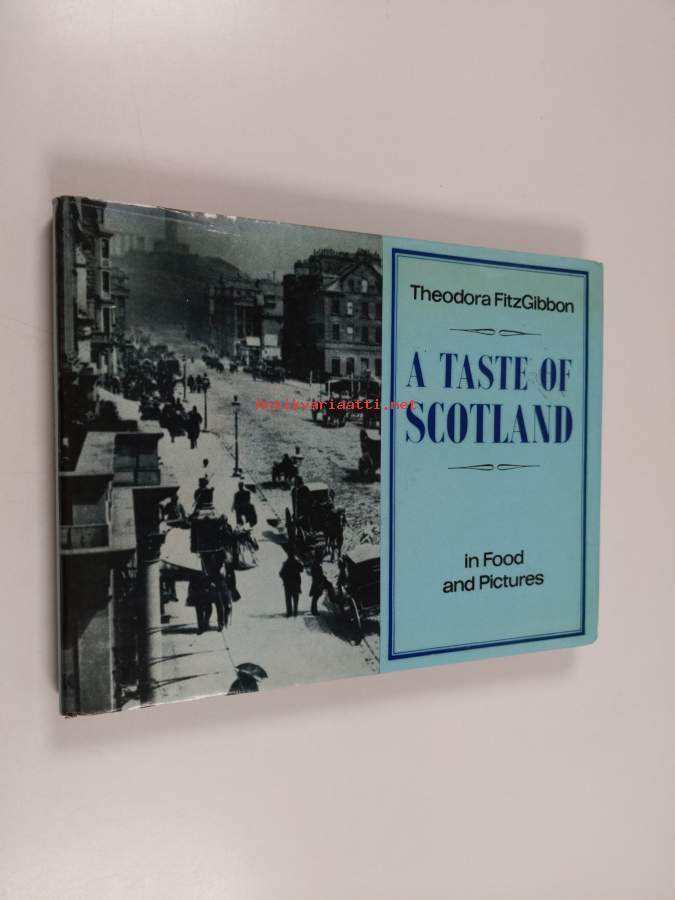 Theodora FitzGibbon
A TASTE OF
SCOTLAND
in Food
and Pictures
antikvariaatti.net